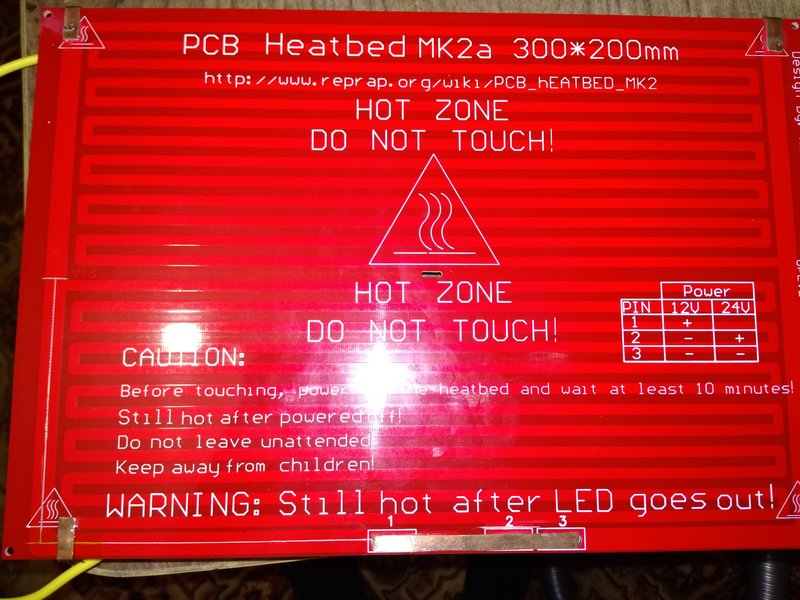 PCB Heatbed MK2a 300*200mm
http://www.reprap.org/wiki/PCB_hEATBED_MK2
HOT ZONE
DO NOT TOUCH!
HOT ZONE
DO NOT TOUCH!
Power
PIN 12V 24V
1 +
2 - +
3 - -
CAUTION:
Before touching, power heatbed and wait at least 10 minutes!
Still hot after powered off!
Do not leave unattended
Keep away from children!
WARNING: Still hot after LED goes out!
1 2 3
Design